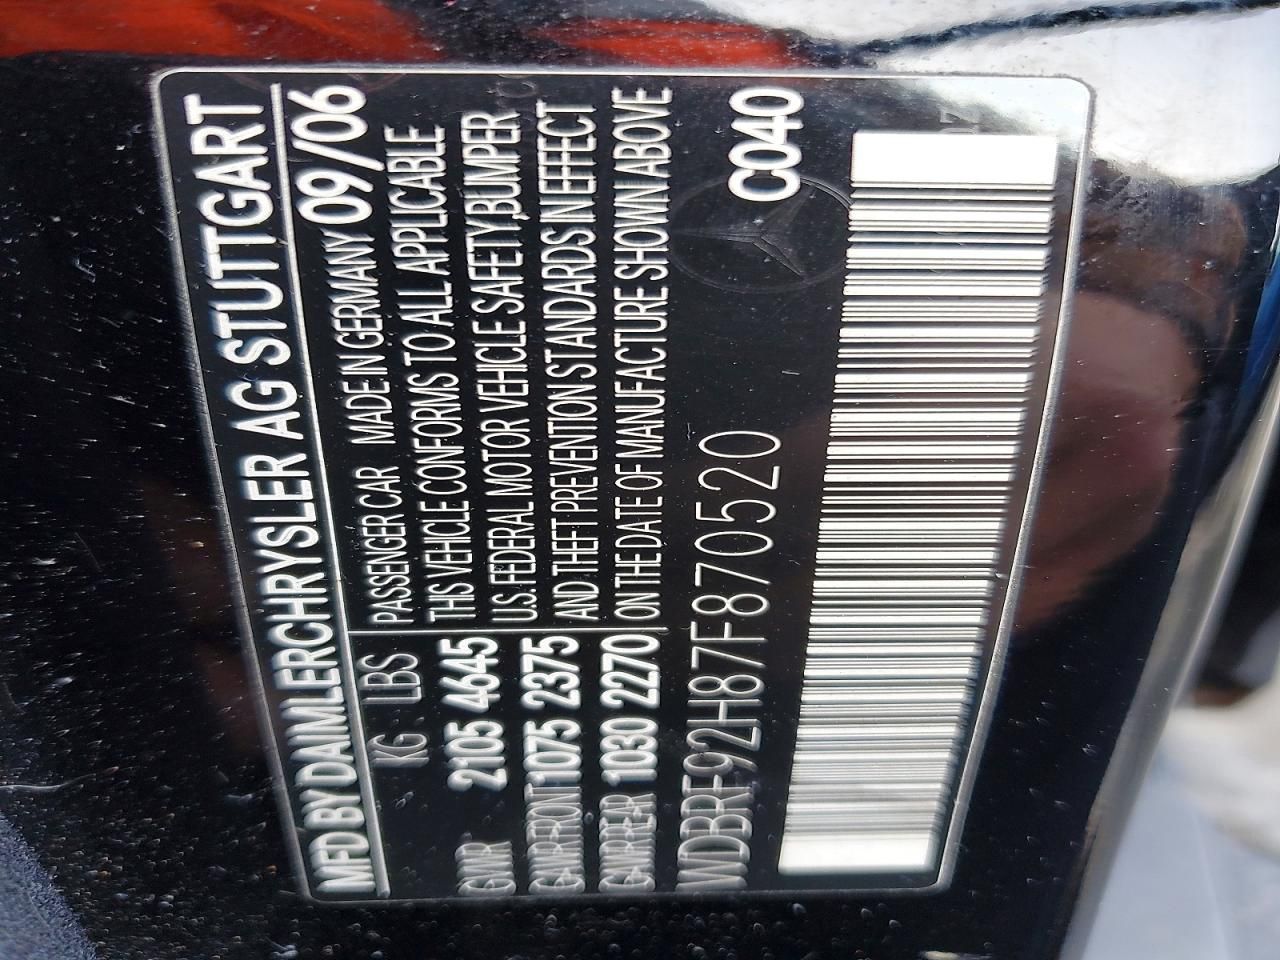 MFD BY DAIMLERCHRYSLER AG STUTTGART
KG LBS PASSENGER CAR MADE IN GERMANY 09/06
THIS VEHICLE CONFORMS TO ALL APPLICABLE
GVWR 2105 4645 U.S. FEDERAL MOTOR VEHICLE SAFETY,BUMPER
GAWR FRONT 1075 2375 AND THEFT PREVENTION STANDARDS IN EFFECT
GAWR REAR 1030 2270 ON THE DATE OF MANUFACTURE SHOWN ABOVE
WDBRF92H87F870520 C040